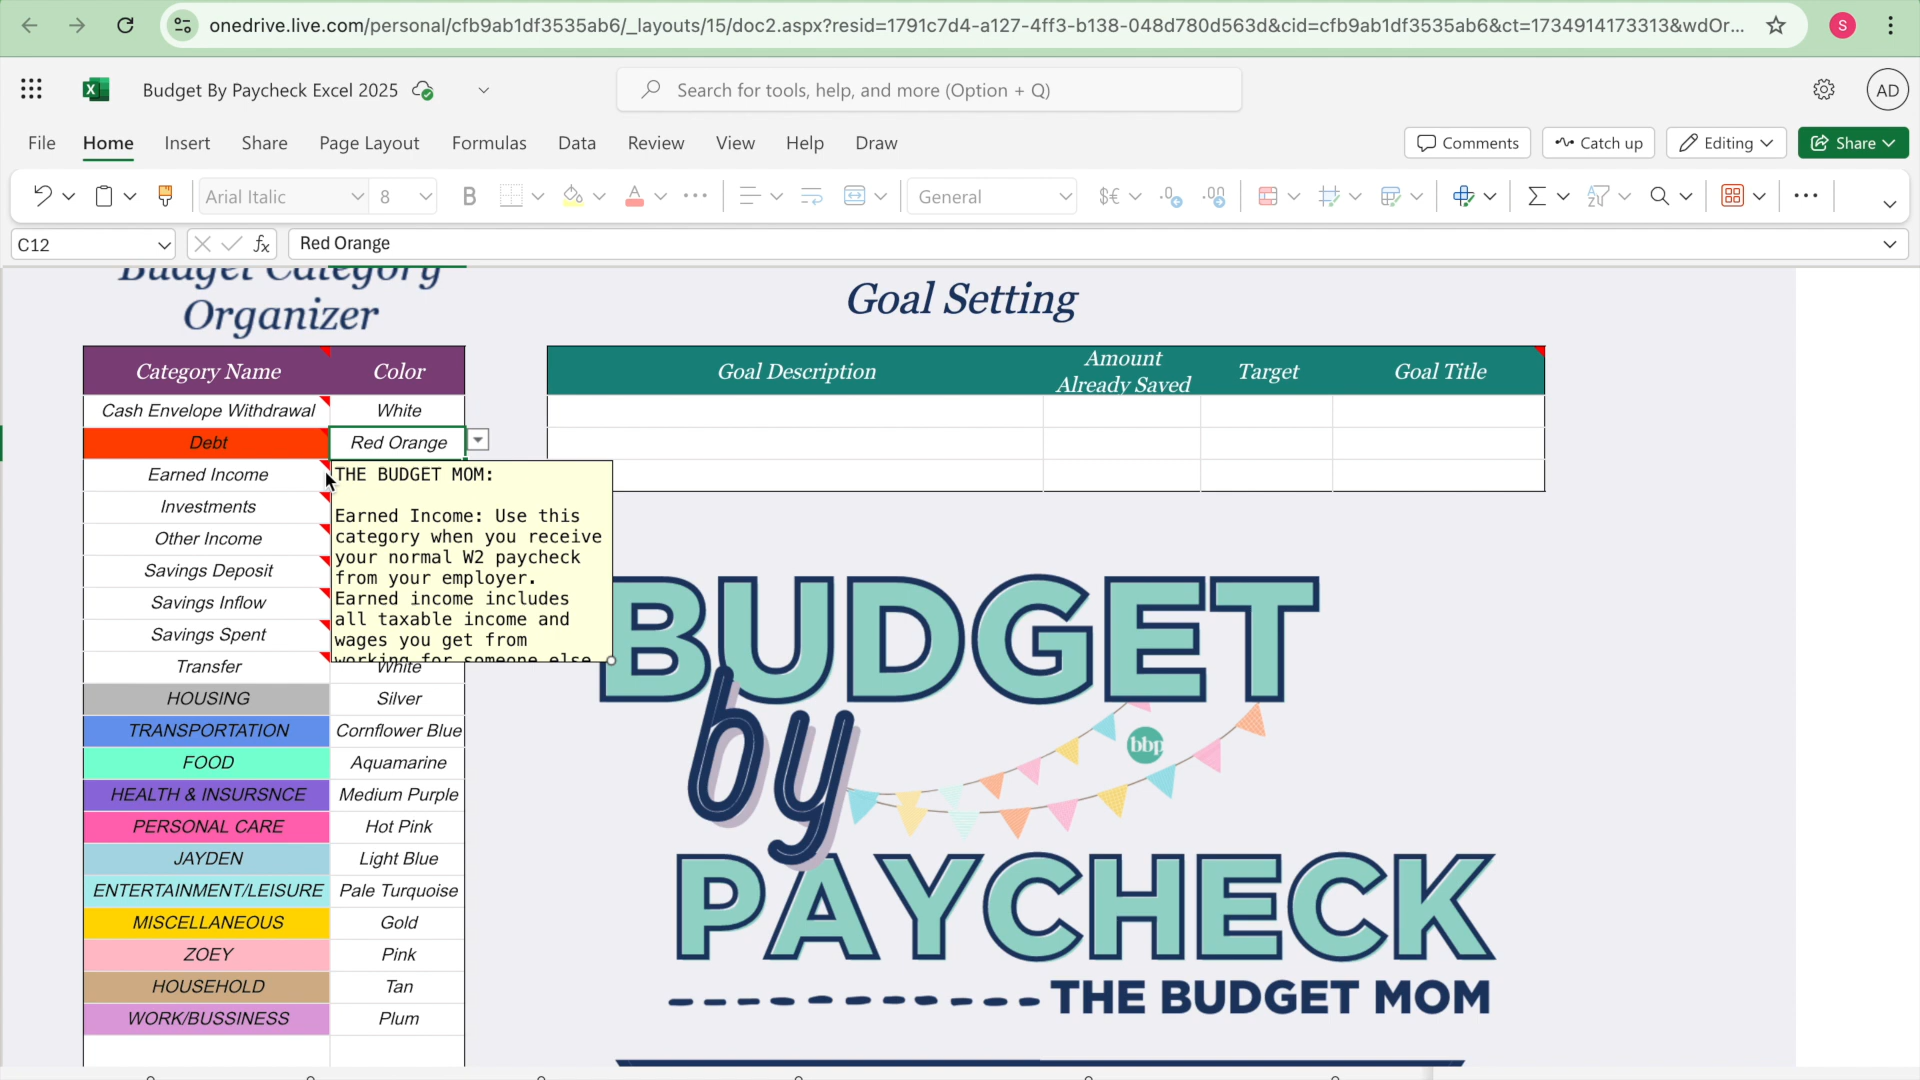 onedrive.live.com/personal/cfb9ab1df3535ab6/_layouts/15/doc2.aspx?resid=1791c7d4-a127-4ff3-b138-048d780d563d&cid=cfb9ab1df3535ab6&ct=1734914173313&wdOr...
S
Budget By Paycheck Excel 2025
Search for tools, help, and more (Option + Q)
AD
File Home Insert Share Page Layout Formulas Data Review View Help Draw
Comments Catch up Editing Share
Arial Italic 8 B A General $€
C12 fx Red Orange
Budget Category
Organizer
Goal Setting
Category Name Color
Goal Description Amount Already Saved Target Goal Title
Cash Envelope Withdrawal White
Debt Red Orange
Earned Income
Investments
Other Income
Savings Deposit
Savings Inflow
Savings Spent
Transfer White
THE BUDGET MOM:
Earned Income: Use this
category when you receive
your normal W2 paycheck
from your employer.
Earned income includes
all taxable income and
wages you get from
working for someone else
HOUSING Silver
TRANSPORTATION Cornflower Blue
FOOD Aquamarine
HEALTH & INSURSNCE Medium Purple
PERSONAL CARE Hot Pink
JAYDEN Light Blue
ENTERTAINMENT/LEISURE Pale Turquoise
MISCELLANEOUS Gold
ZOEY Pink
HOUSEHOLD Tan
WORK/BUSSINESS Plum
BUDGET
by
bbp
PAYCHECK
THE BUDGET MOM